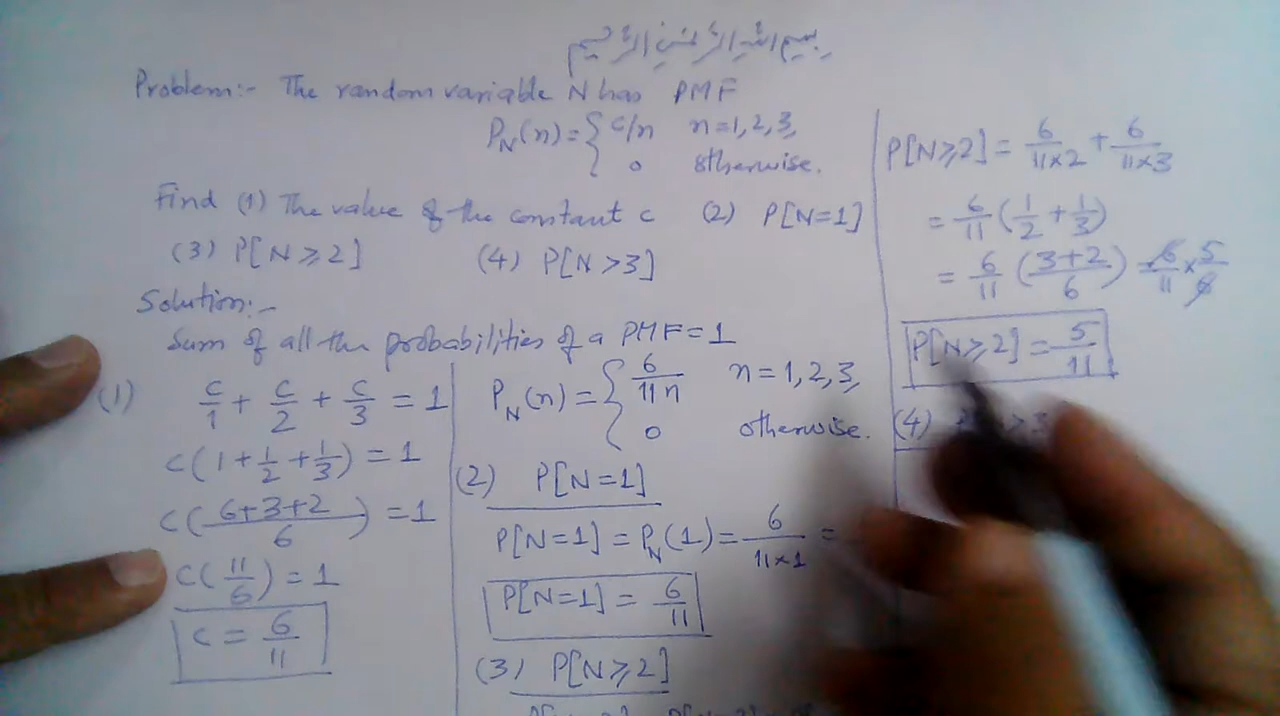 بسم الله الرحمن الرحيم
Problem:- The random variable N has PMF
P_N(n) = { c/n n=1,2,3,
0 otherwise.
Find (1) The value of the constant c (2) P[N=1]
(3) P[N≥2] (4) P[N>3]
Solution:-
Sum of all the probabilities of a PMF=1
(1) c/1 + c/2 + c/3 = 1
c(1+1/2+1/3) = 1
c((6+3+2)/6) = 1
c(11/6) = 1
c = 6/11
P_N(n) = { 6/(11n) n=1,2,3,
0 otherwise.
(2) P[N=1]
P[N=1] = P_N(1) = 6/(11×1) =
P[N=1] = 6/11
(3) P[N≥2]
P[N≥2] = 6/(11×2) + 6/(11×3)
= 6/11 (1/2 + 1/3)
= 6/11 ((3+2)/6) = 6/11 × 5/6
P[N≥2] = 5/11
(4)